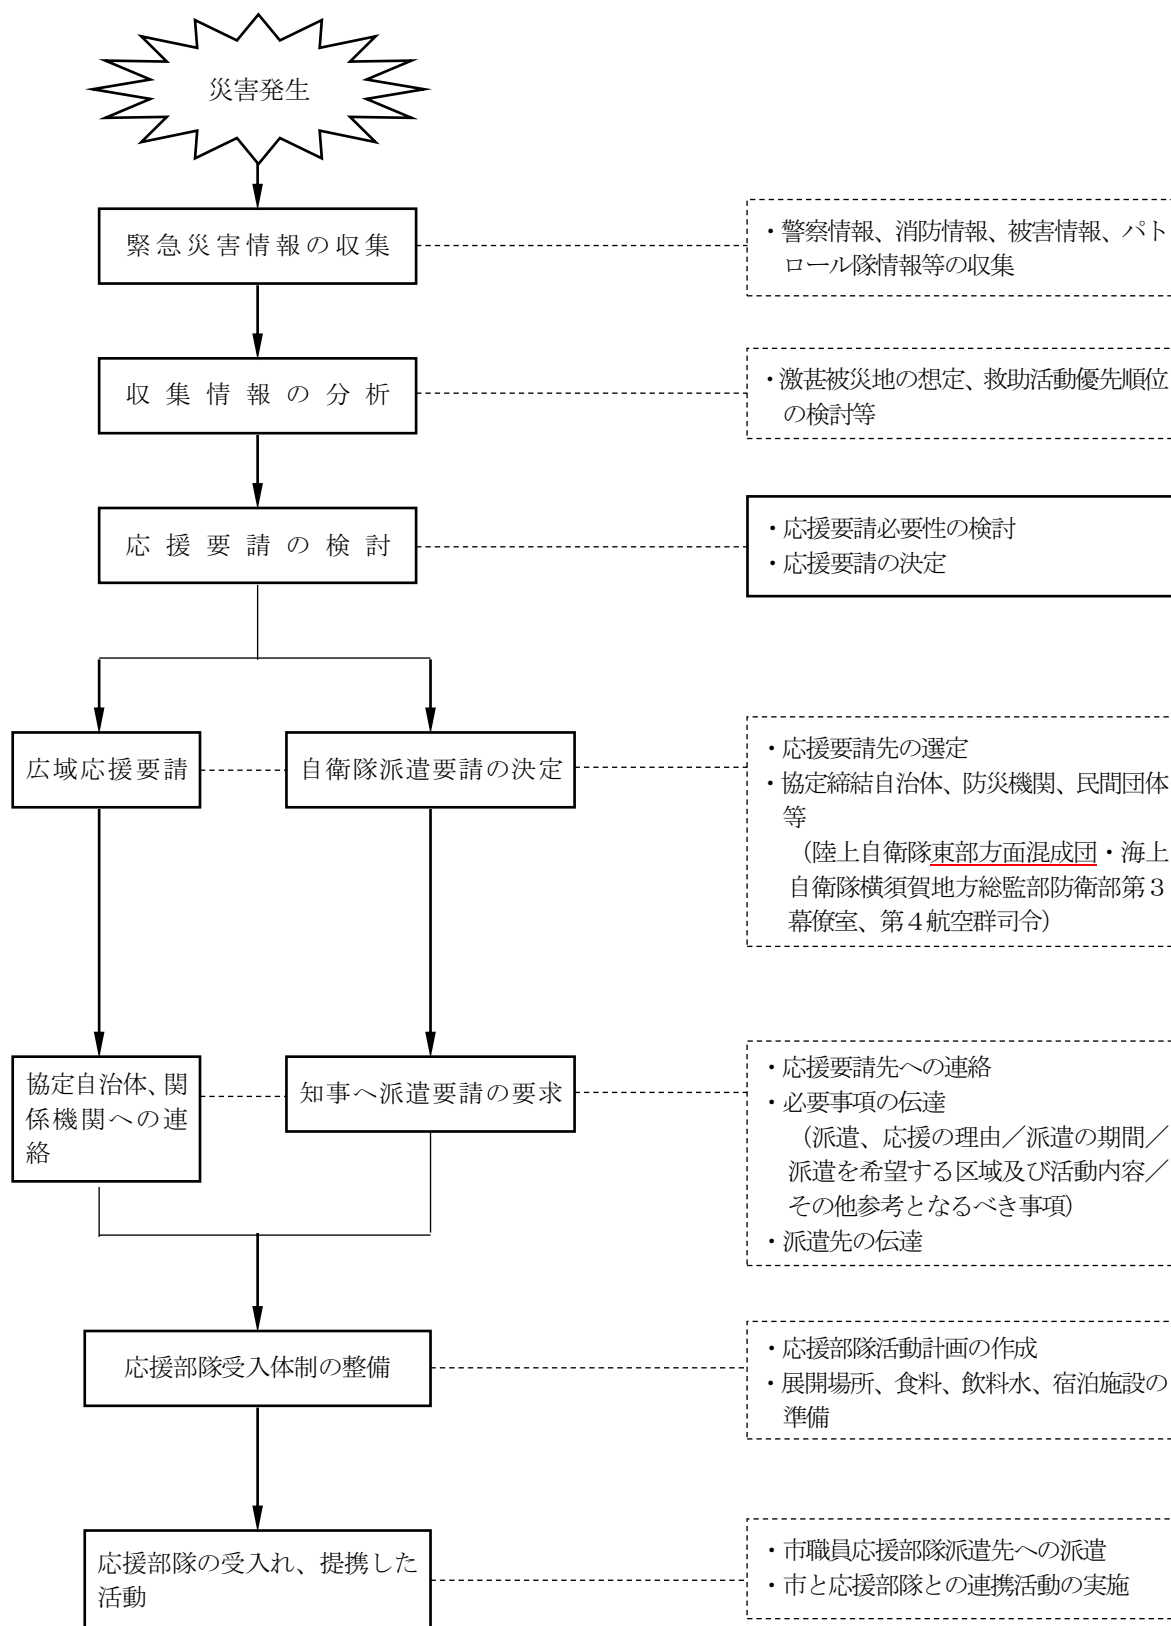 災害発生
緊急災害情報の収集
・警察情報、消防情報、被害情報、パト
ロール隊情報等の収集
収集情報の分析
・激甚被災地の想定、救助活動優先順位
の検討等
応援要請の検討
・応援要請必要性の検討
・応援要請の決定
広域応援要請
自衛隊派遣要請の決定
・応援要請先の選定
・協定締結自治体、防災機関、民間団体
等
（陸上自衛隊東部方面混成団・海上
自衛隊横須賀地方総監部防衛部第３
幕僚室、第４航空群司令）
協定自治体、関
係機関への連
絡
知事へ派遣要請の要求
・応援要請先への連絡
・必要事項の伝達
（派遣、応援の理由／派遣の期間／
派遣を希望する区域及び活動内容／
その他参考となるべき事項）
・派遣先の伝達
応援部隊受入体制の整備
・応援部隊活動計画の作成
・展開場所、食料、飲料水、宿泊施設の
準備
応援部隊の受入れ、提携した
活動
・市職員応援部隊派遣先への派遣
・市と応援部隊との連携活動の実施